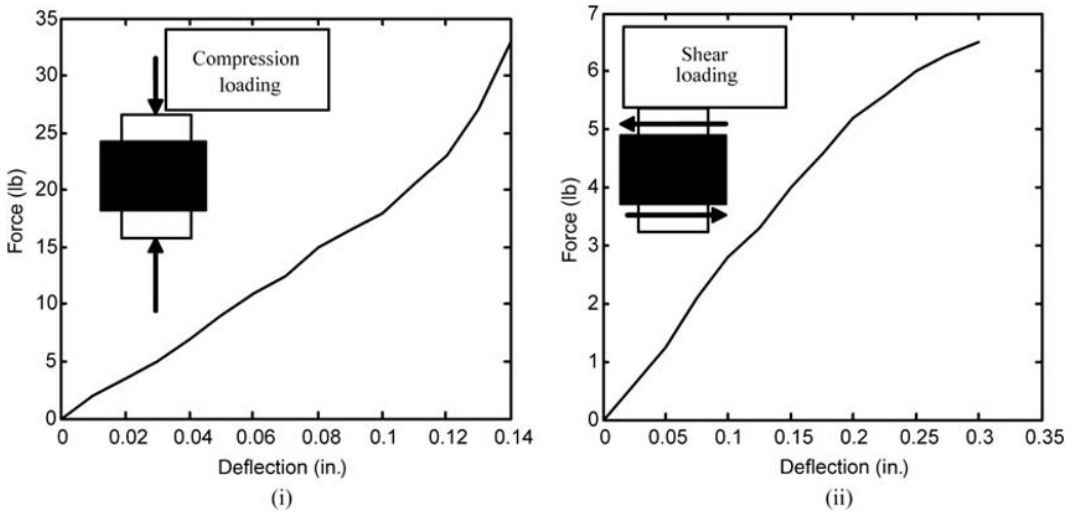 35
30
25
20
15
10
5
0
Force (lb)
Compression
loading
0 0.02 0.04 0.06 0.08 0.1 0.12 0.14
Deflection (in.)
(i)
7
6
5
4
3
2
1
0
Force (lb)
Shear
loading
0 0.05 0.1 0.15 0.2 0.25 0.3 0.35
Deflection (in.)
(ii)